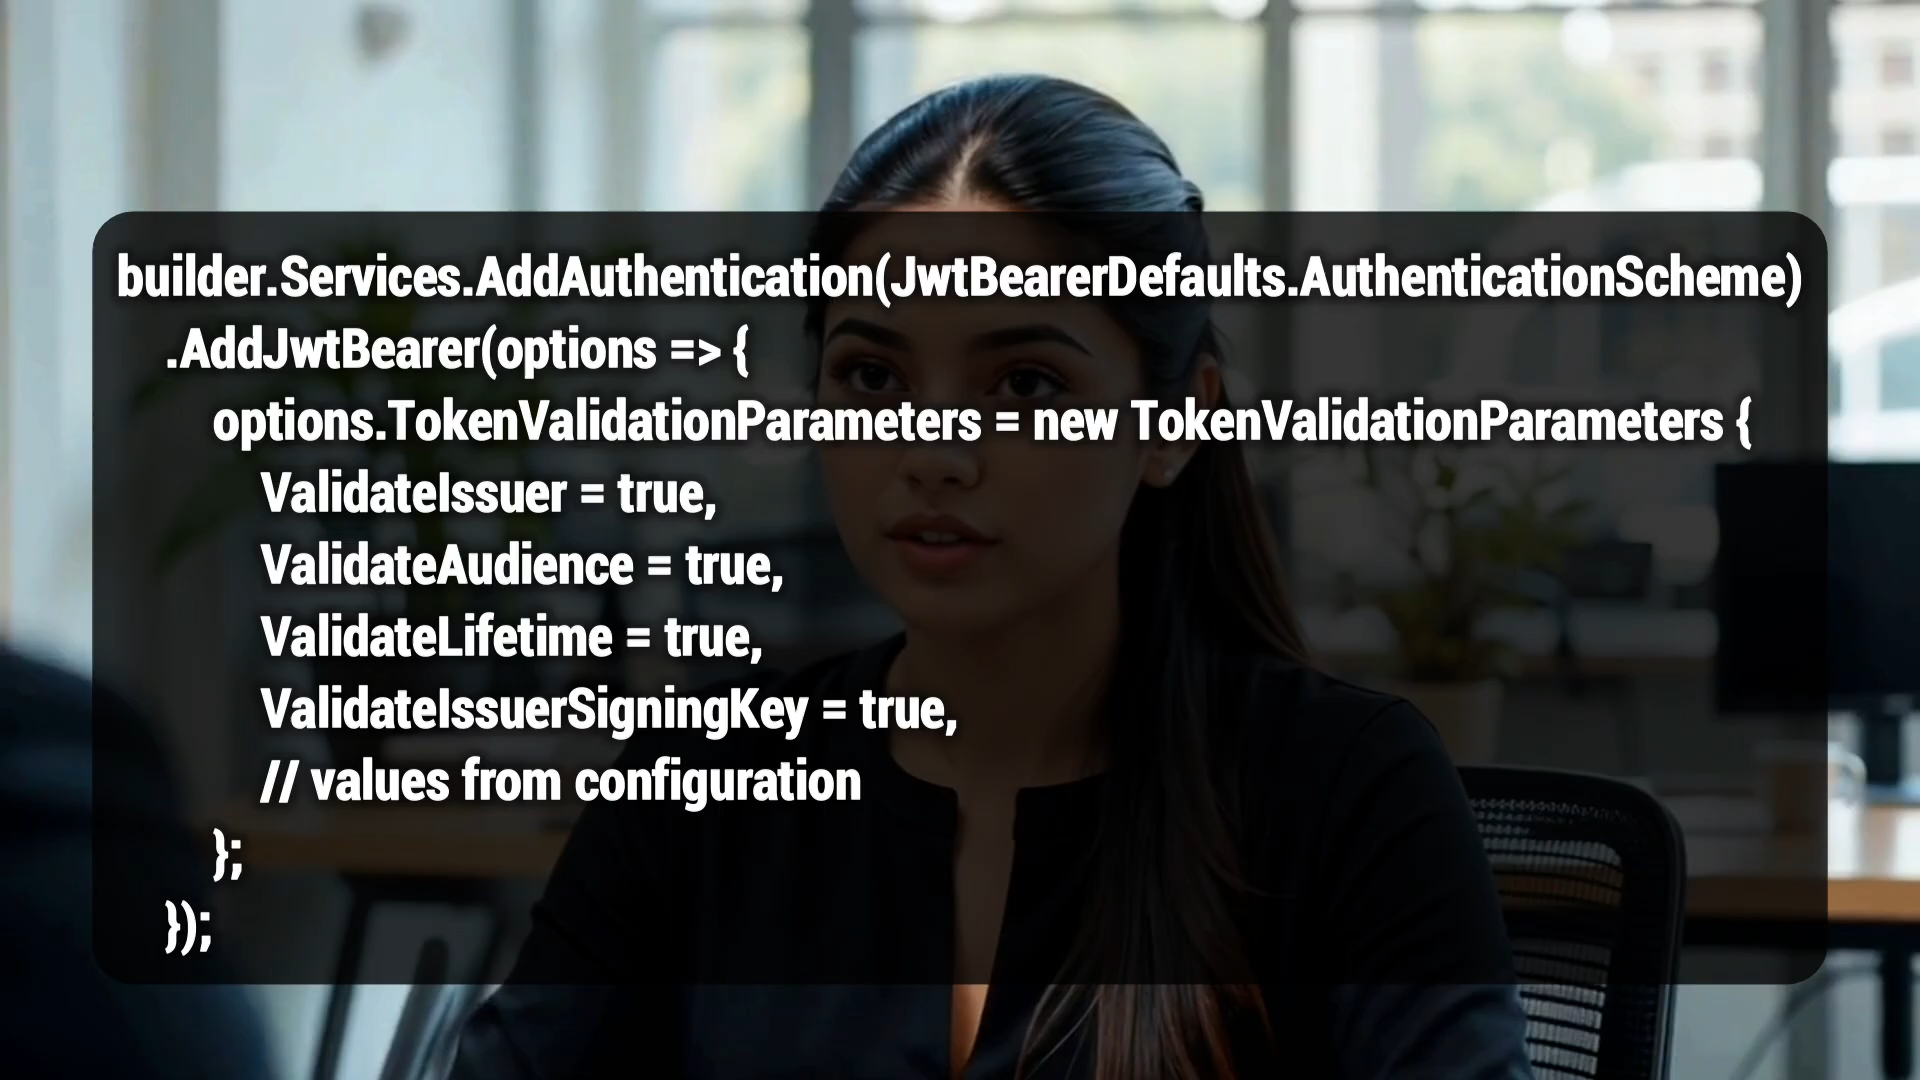 builder.Services.AddAuthentication(JwtBearerDefaults.AuthenticationScheme)
.AddJwtBearer(options => {
options.TokenValidationParameters = new TokenValidationParameters {
ValidateIssuer = true,
ValidateAudience = true,
ValidateLifetime = true,
ValidateIssuerSigningKey = true,
// values from configuration
};
});